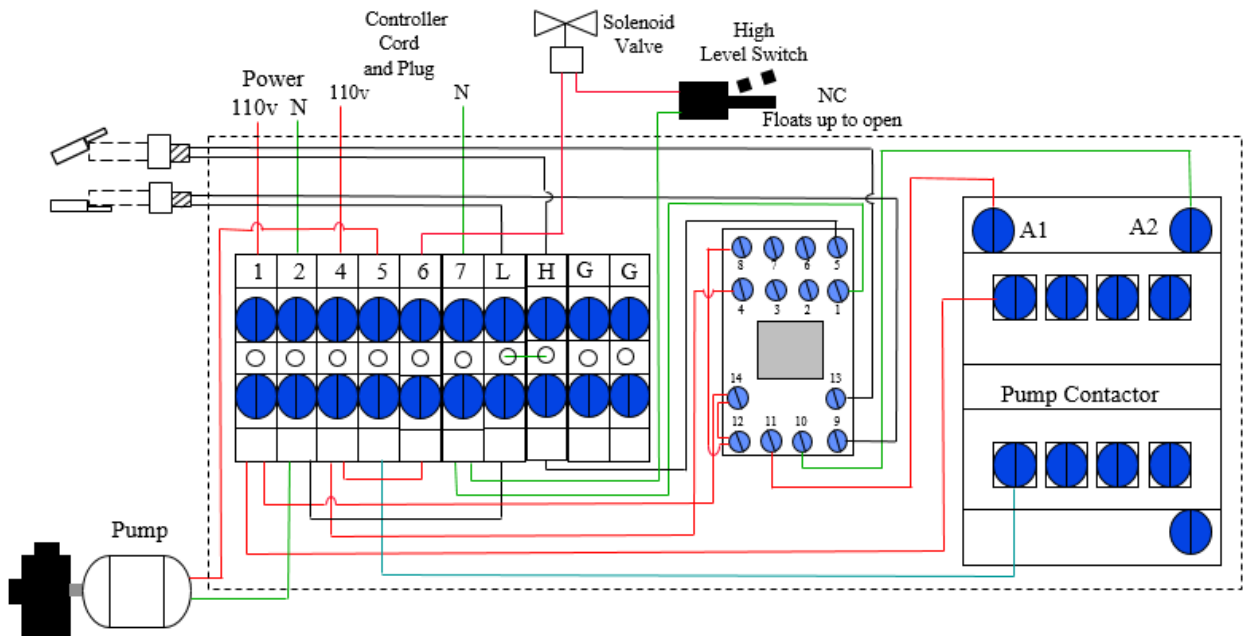 Controller
Cord
and Plug
Solenoid
Valve
High
Level Switch
Power
110v N
110v
N
NC
Floats up to open
1 2 4 5 6 7 L H G G
8 7 6 5
4 3 2 1
14 13
12 11 10 9
A1 A2
Pump Contactor
Pump